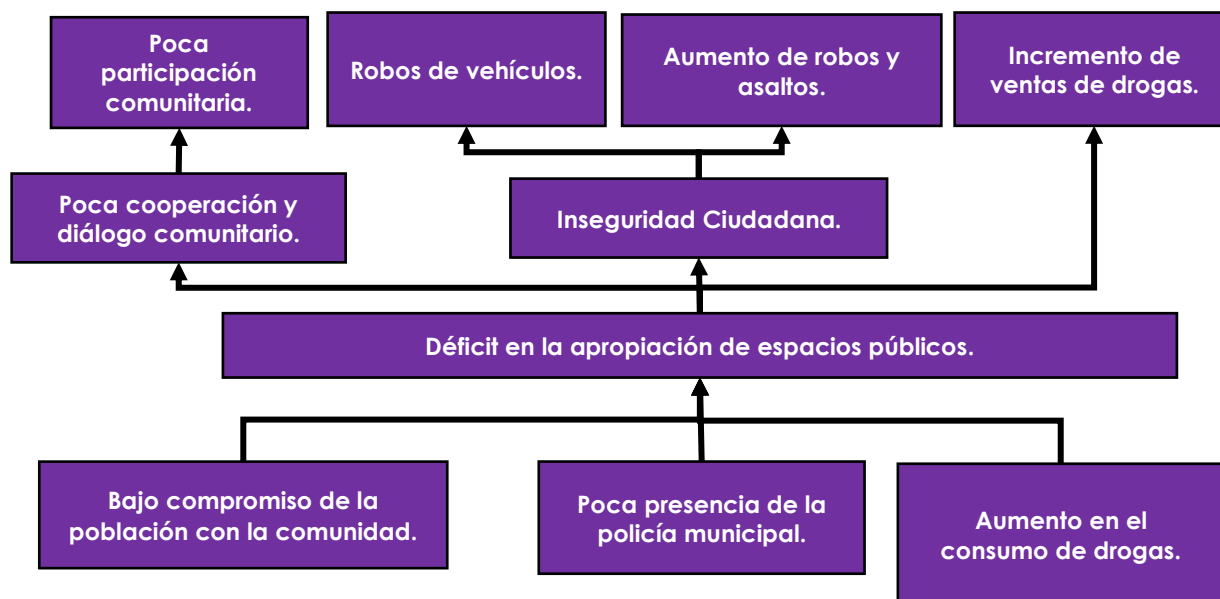 Poca
participación
comunitaria.
Robos de vehículos.
Aumento de robos y
asaltos.
Incremento de
ventas de drogas.
Poca cooperación y
diálogo comunitario.
Inseguridad Ciudadana.
Déficit en la apropiación de espacios públicos.
Bajo compromiso de la
población con la comunidad.
Poca presencia de la
policía municipal.
Aumento en el
consumo de drogas.